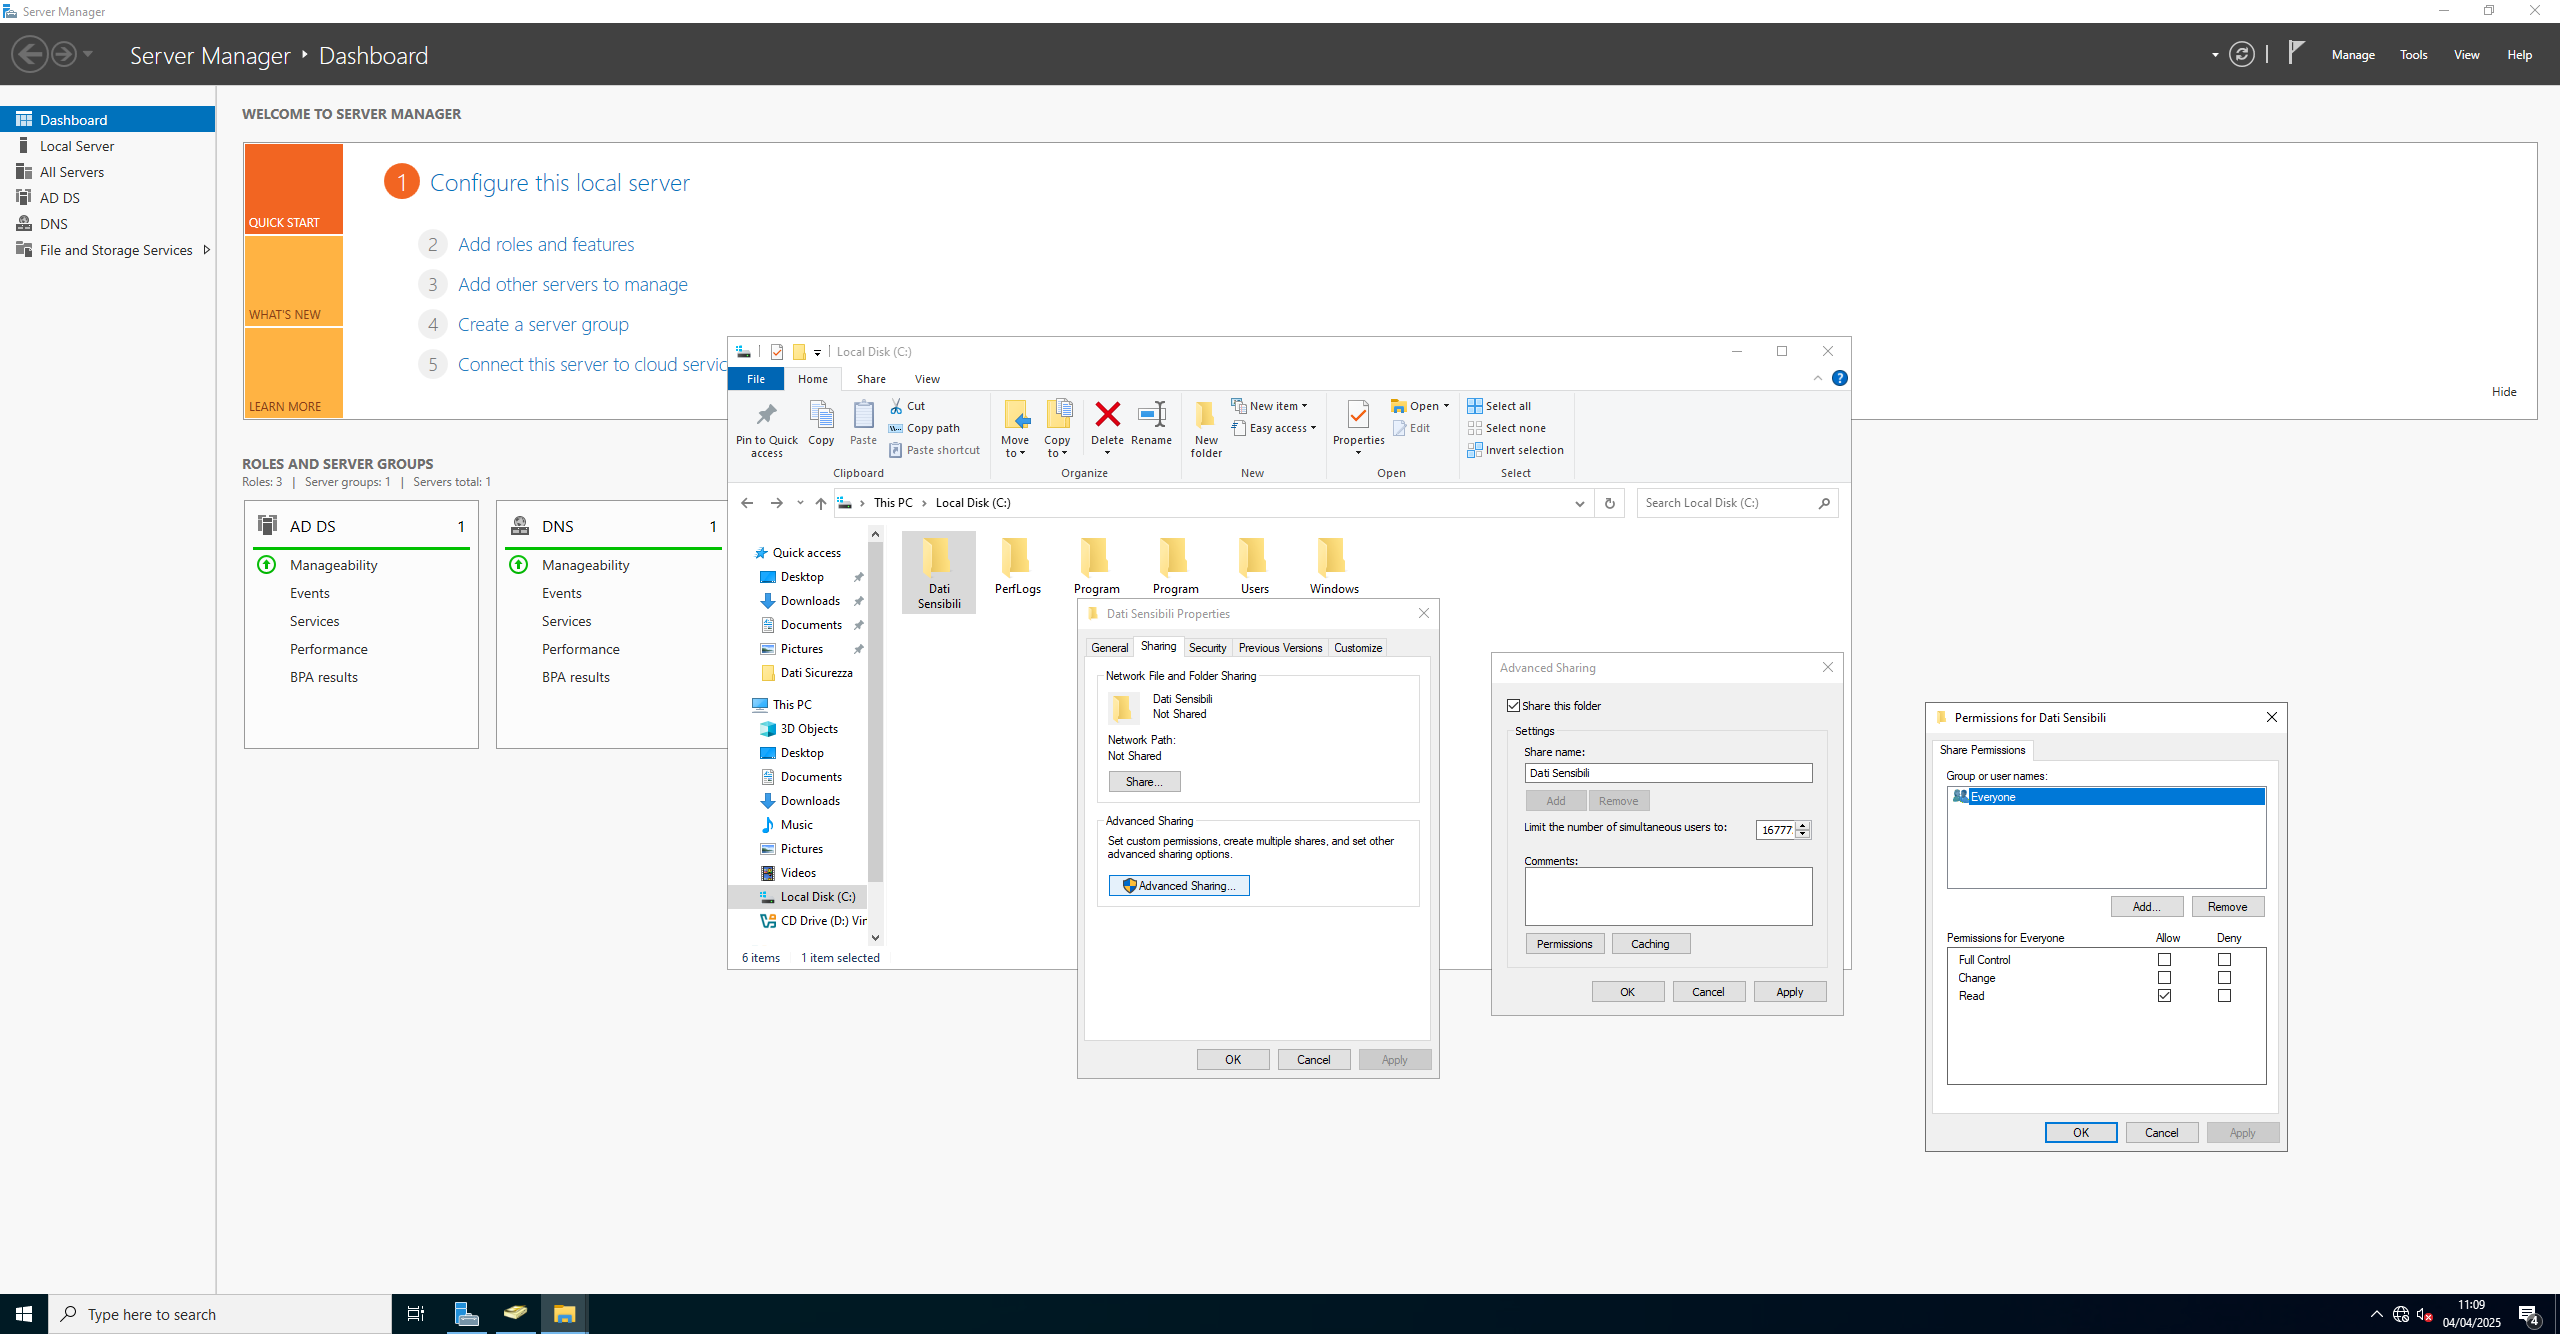 Server Manager
Server Manager ‣ Dashboard
Manage Tools View Help
Dashboard
Local Server
All Servers
AD DS
DNS
File and Storage Services
WELCOME TO SERVER MANAGER
QUICK START
WHAT'S NEW
LEARN MORE
1 Configure this local server
2 Add roles and features
3 Add other servers to manage
4 Create a server group
5 Connect this server to cloud servic
Hide
ROLES AND SERVER GROUPS
Roles: 3 | Server groups: 1 | Servers total: 1
AD DS 1
Manageability
Events
Services
Performance
BPA results
DNS 1
Manageability
Events
Services
Performance
BPA results
Local Disk (C:)
File Home Share View
Pin to Quick access
Copy
Paste
Cut
Copy path
Paste shortcut
Clipboard
Move to
Copy to
Delete
Rename
Organize
New folder
New item
Easy access
New
Properties
Open
Edit
Open
Select all
Select none
Invert selection
Select
This PC › Local Disk (C:)
Search Local Disk (C:)
Quick access
Desktop
Downloads
Documents
Pictures
Dati Sicurezza
This PC
3D Objects
Desktop
Documents
Downloads
Music
Pictures
Videos
Local Disk (C:)
CD Drive (D:) Vir
Dati Sensibili
PerfLogs
Program
Program
Users
Windows
6 items 1 item selected
Dati Sensibili Properties
General Sharing Security Previous Versions Customize
Network File and Folder Sharing
Dati Sensibili
Not Shared
Network Path:
Not Shared
Share...
Advanced Sharing
Set custom permissions, create multiple shares, and set other
advanced sharing options.
Advanced Sharing...
OK Cancel Apply
Advanced Sharing
Share this folder
Settings
Share name:
Dati Sensibili
Add Remove
Limit the number of simultaneous users to: 16777
Comments:
Permissions Caching
OK Cancel Apply
Permissions for Dati Sensibili
Share Permissions
Group or user names:
Everyone
Add... Remove
Permissions for Everyone Allow Deny
Full Control
Change
Read
OK Cancel Apply
Type here to search
11:09
04/04/2025
4